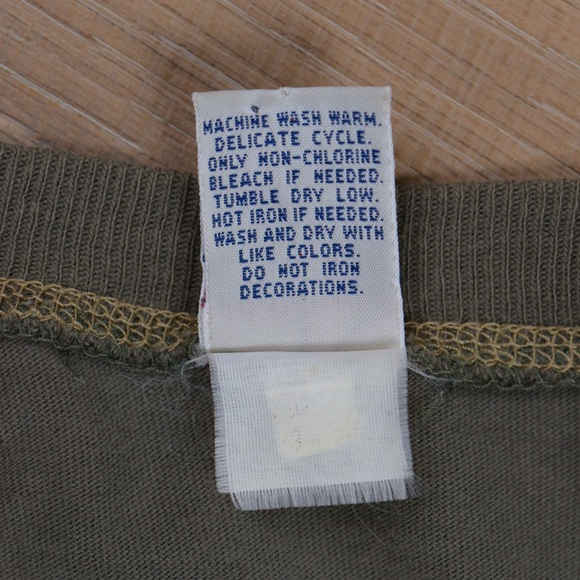 MACHINE WASH WARM.
DELICATE CYCLE.
ONLY NON-CHLORINE
BLEACH IF NEEDED.
TUMBLE DRY LOW.
HOT IRON IF NEEDED.
WASH AND DRY WITH
LIKE COLORS.
DO NOT IRON
DECORATIONS.